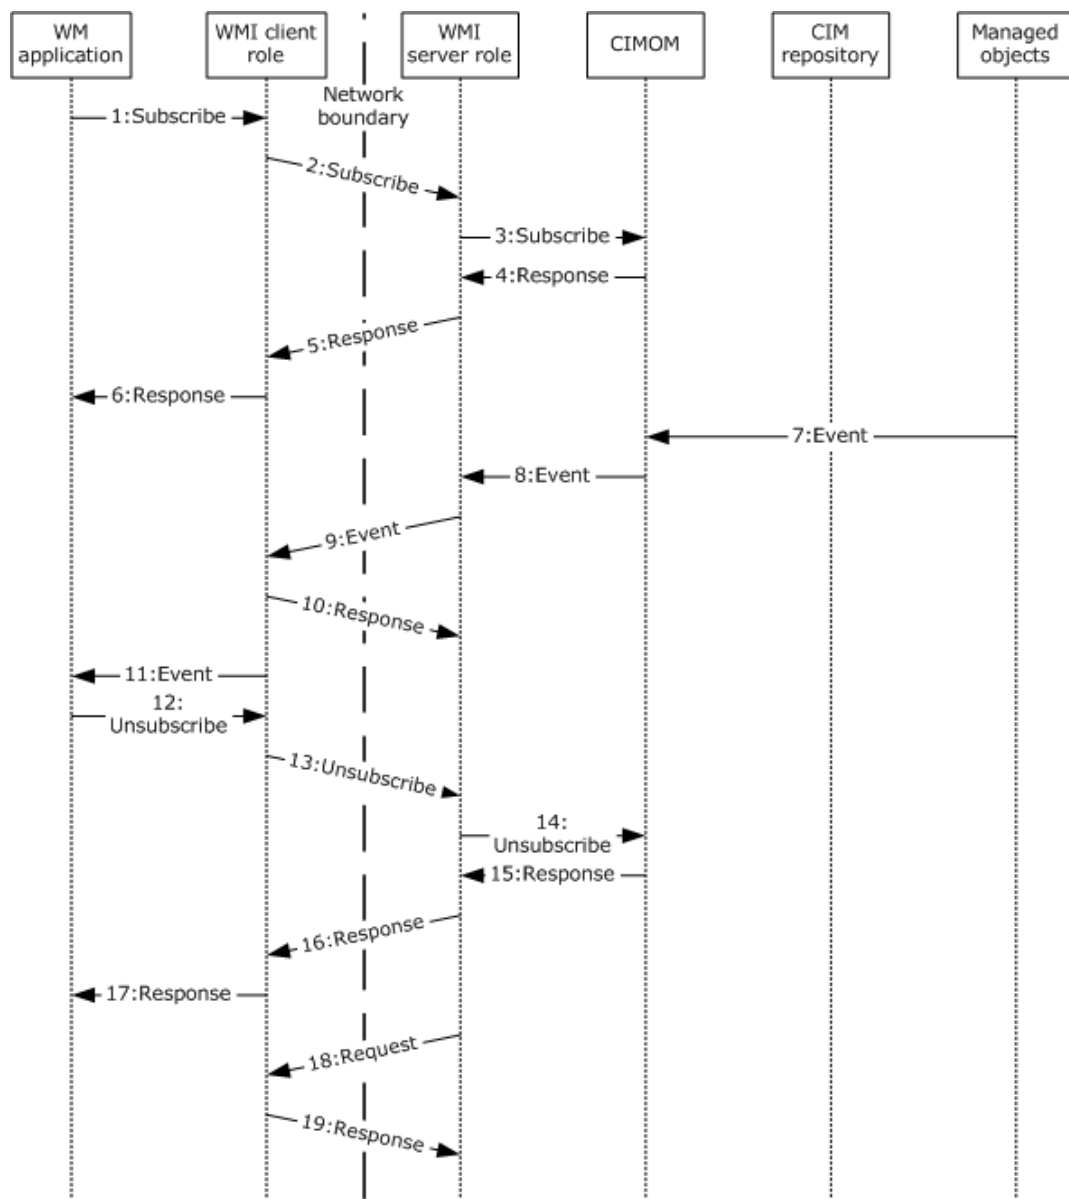 WM
application
WMI client
role
WMI
server role
CIMOM
CIM
repository
Managed
objects
Network
boundary
1:Subscribe
2:Subscribe
3:Subscribe
4:Response
5:Response
6:Response
7:Event
8:Event
9:Event
10:Response
11:Event
12:
Unsubscribe
13:Unsubscribe
14:
Unsubscribe
15:Response
16:Response
17:Response
18:Request
19:Response